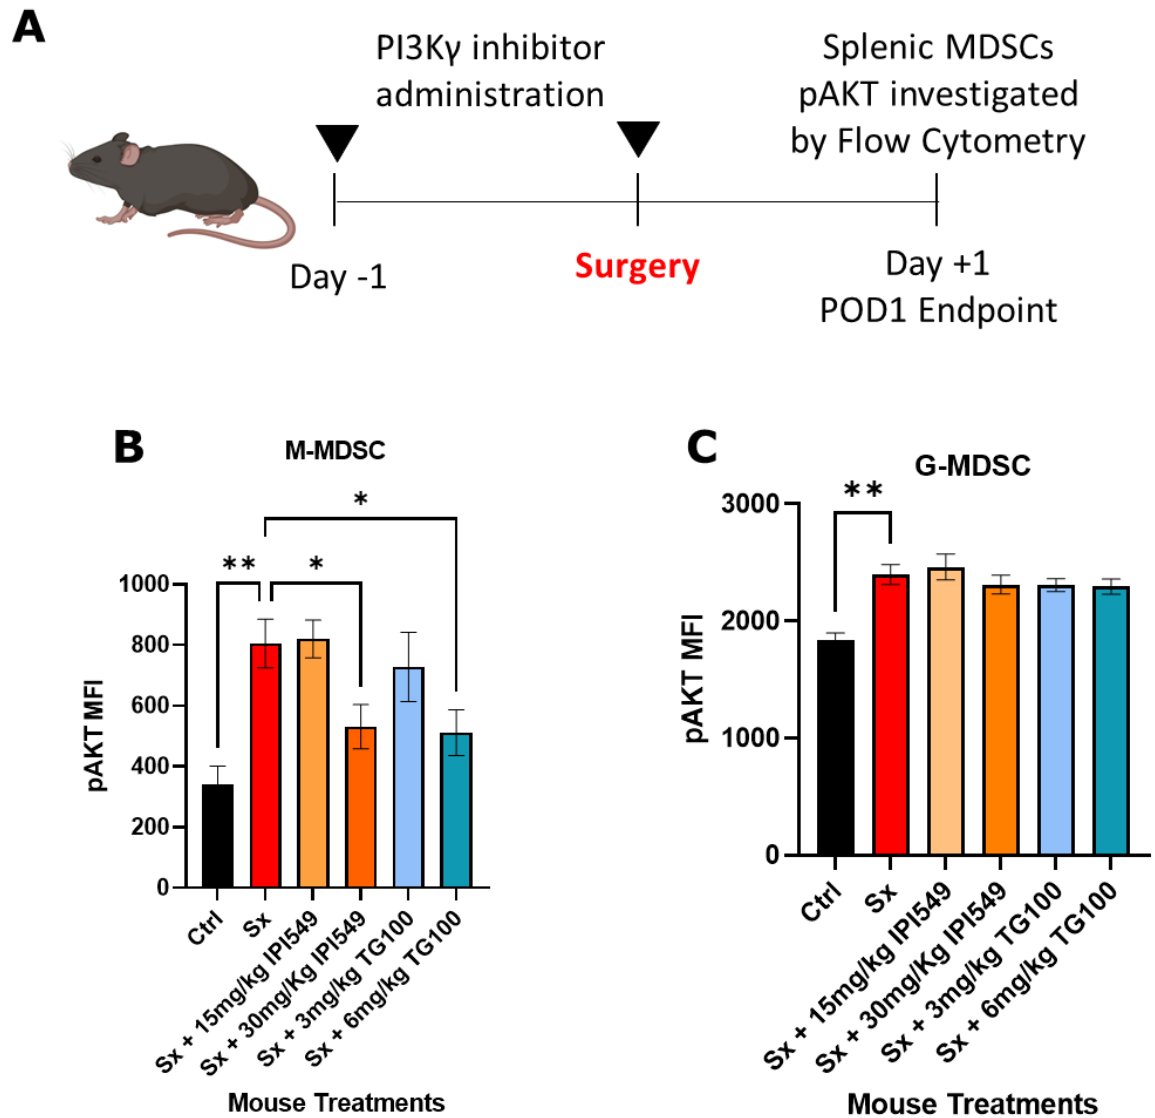 A
PI3Kγ inhibitor
administration
Splenic MDSCs
pAKT investigated
by Flow Cytometry
Day -1
Surgery
Day +1
POD1 Endpoint
B
M-MDSC
*
**
*
1000
800
600
400
200
0
pAKT MFI
Ctrl
Sx
Sx + 15mg/kg IPI549
Sx + 30mg/Kg IPI549
Sx + 3mg/kg TG100
Sx + 6mg/kg TG100
Mouse Treatments
C
G-MDSC
**
3000
2000
1000
0
pAKT MFI
Ctrl
Sx
Sx + 15mg/kg IPI549
Sx + 30mg/Kg IPI549
Sx + 3mg/kg TG100
Sx + 6mg/kg TG100
Mouse Treatments